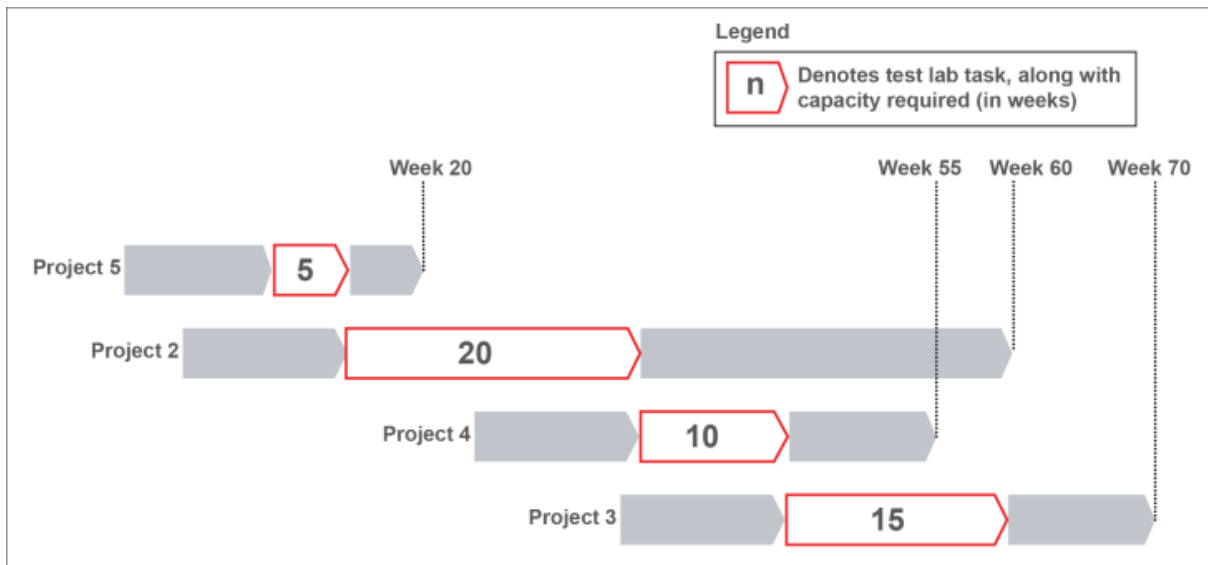 Legend
n
Denotes test lab task, along with
capacity required (in weeks)
Week 20
Week 55
Week 60
Week 70
Project 5
5
Project 2
20
Project 4
10
Project 3
15